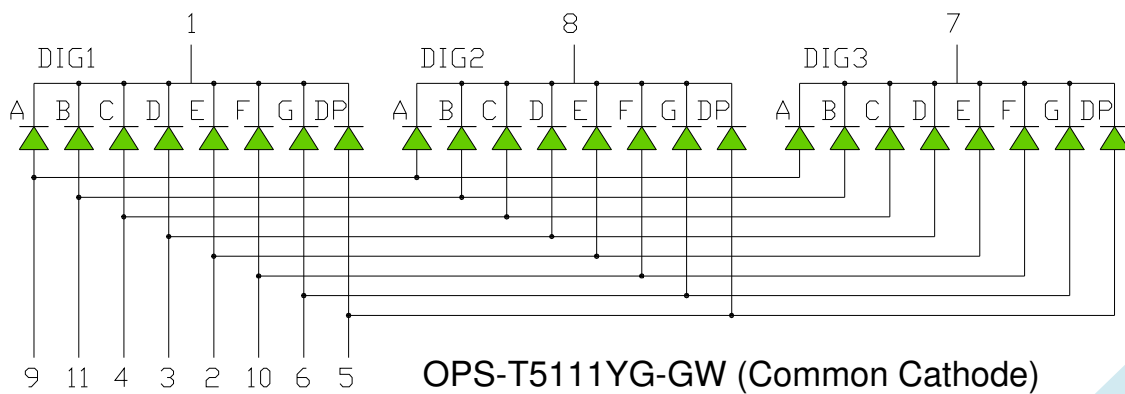 1 8 7
DIG1 DIG2 DIG3
A B C D E F G DP A B C D E F G DP A B C D E F G DP
9 11 4 3 2 10 6 5
OPS-T5111YG-GW (Common Cathode)